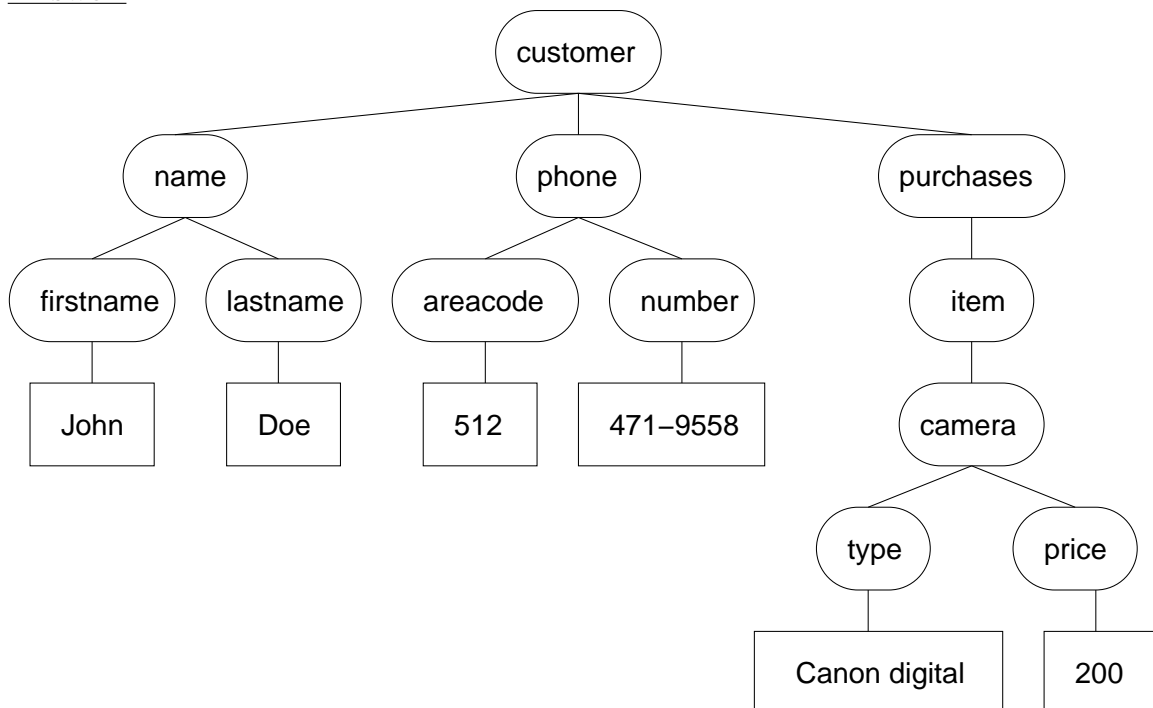 customer
name phone purchases
firstname lastname areacode number item
John Doe 512 471−9558 camera
type price
Canon digital 200